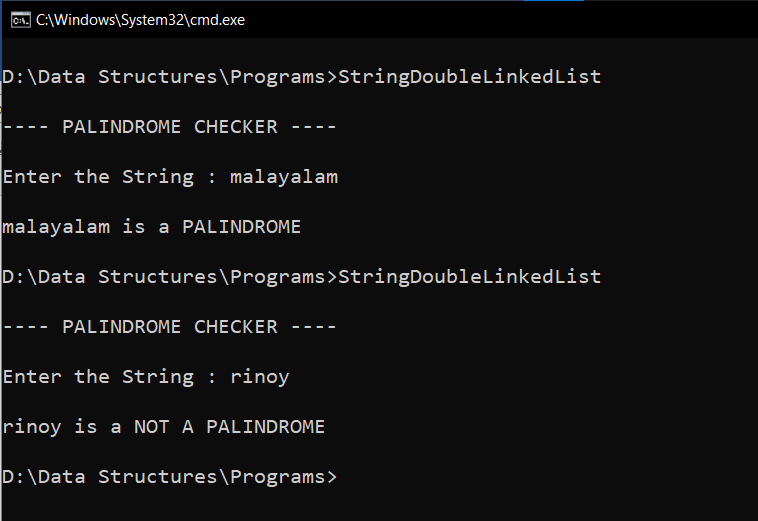 C:\Windows\System32\cmd.exe
D:\Data Structures\Programs>StringDoubleLinkedList
---- PALINDROME CHECKER ----
Enter the String : malayalam
malayalam is a PALINDROME
D:\Data Structures\Programs>StringDoubleLinkedList
---- PALINDROME CHECKER ----
Enter the String : rinoy
rinoy is a NOT A PALINDROME
D:\Data Structures\Programs>